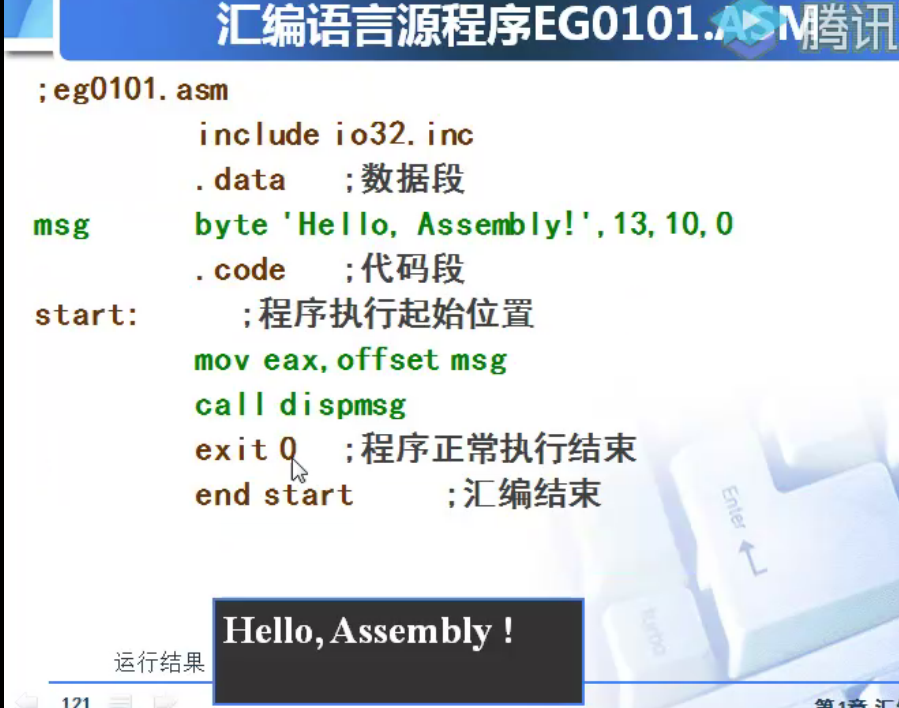 汇编语言源程序EG0101.ASM
腾讯
;eg0101.asm
include io32.inc
.data ;数据段
msg byte 'Hello, Assembly!',13,10,0
.code ;代码段
start: ;程序执行起始位置
mov eax,offset msg
call dispmsg
exit 0 ;程序正常执行结束
end start ;汇编结束
Enter
Hello, Assembly !
运行结果
121
第1章 汇编